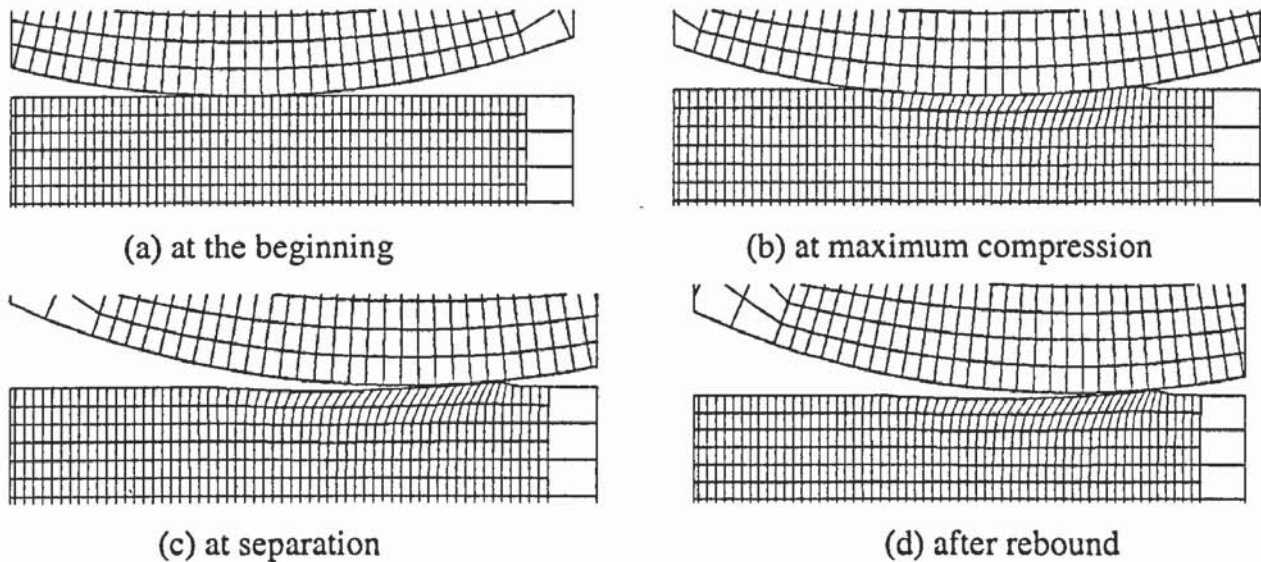 (a) at the beginning
(b) at maximum compression
(c) at separation
(d) after rebound